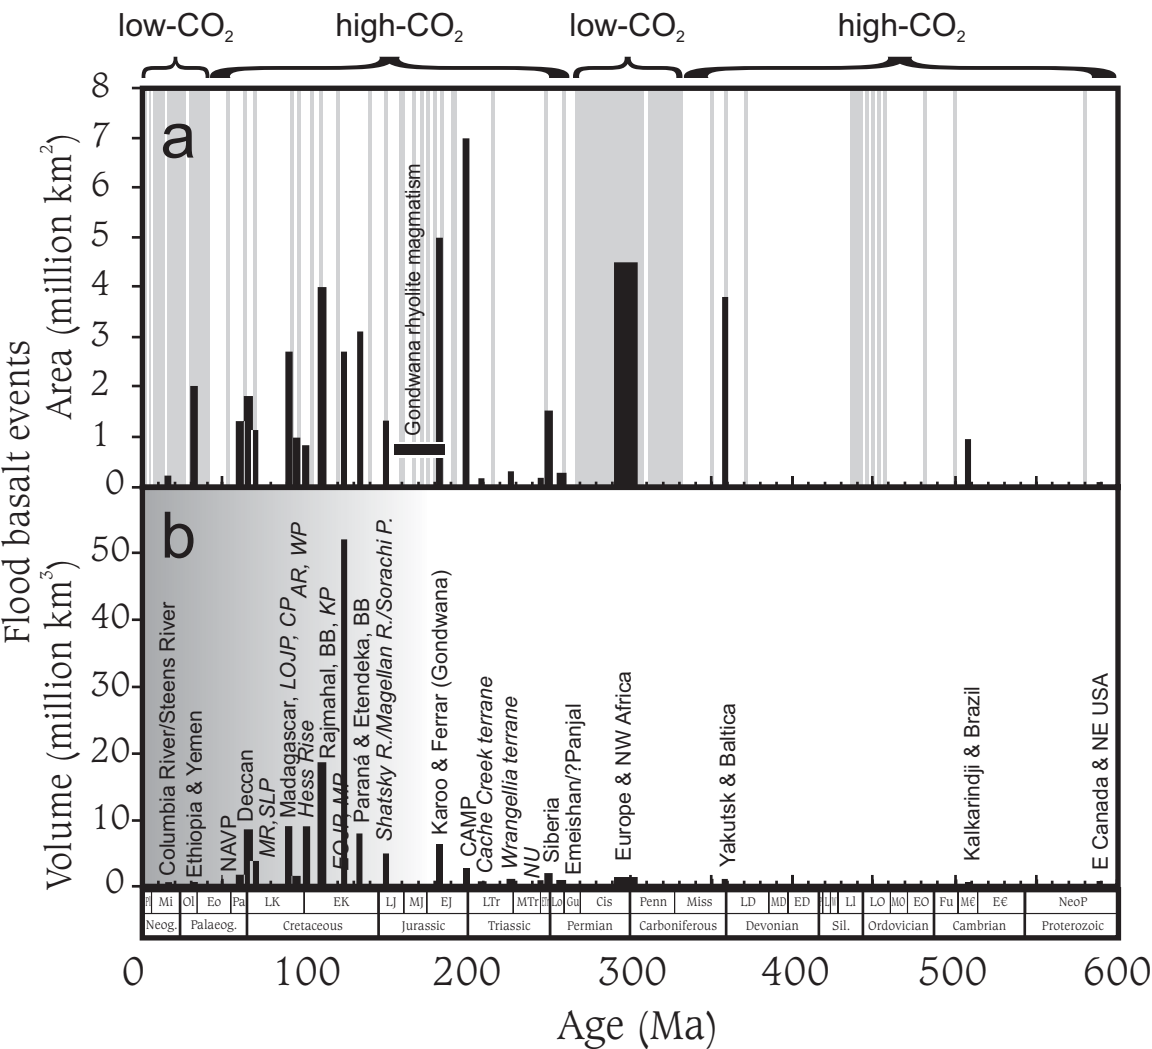 low-CO₂ high-CO₂ low-CO₂ high-CO₂
a
8
7
6
5
4
3
2
1
0
Area (million km²)
Flood basalt events
Gondwana rhyolite magmatism
b
50
40
30
20
10
0
Volume (million km³)
Columbia River/Steens River
Ethiopia & Yemen
NAVP
Deccan
MR,SLP
Madagascar, LOJP, CP
AR, WP
Hess Rise
Rajmahal, BB, KP
EOJP, MP
Paraná & Etendeka, BB
Shatsky R./Magellan R./Sorachi P.
Karoo & Ferrar (Gondwana)
CAMP
Cache Creek terrane
Wrangellia terrane
NU
Siberia
Emeishan/?Panjal
Europe & NW Africa
Yakutsk & Baltica
Kalkarindji & Brazil
E Canada & NE USA
Mi Ol Eo Pa LK EK LJ MJ EJ LTr MTr Lo Gu Cis Penn Miss LD MD ED Ll LO MO EO Fu M€ E€ NeoP
Neog. Palaeog. Cretaceous Jurassic Triassic Permian Carboniferous Devonian Sil. Ordovician Cambrian Proterozoic
0 100 200 300 400 500 600
Age (Ma)